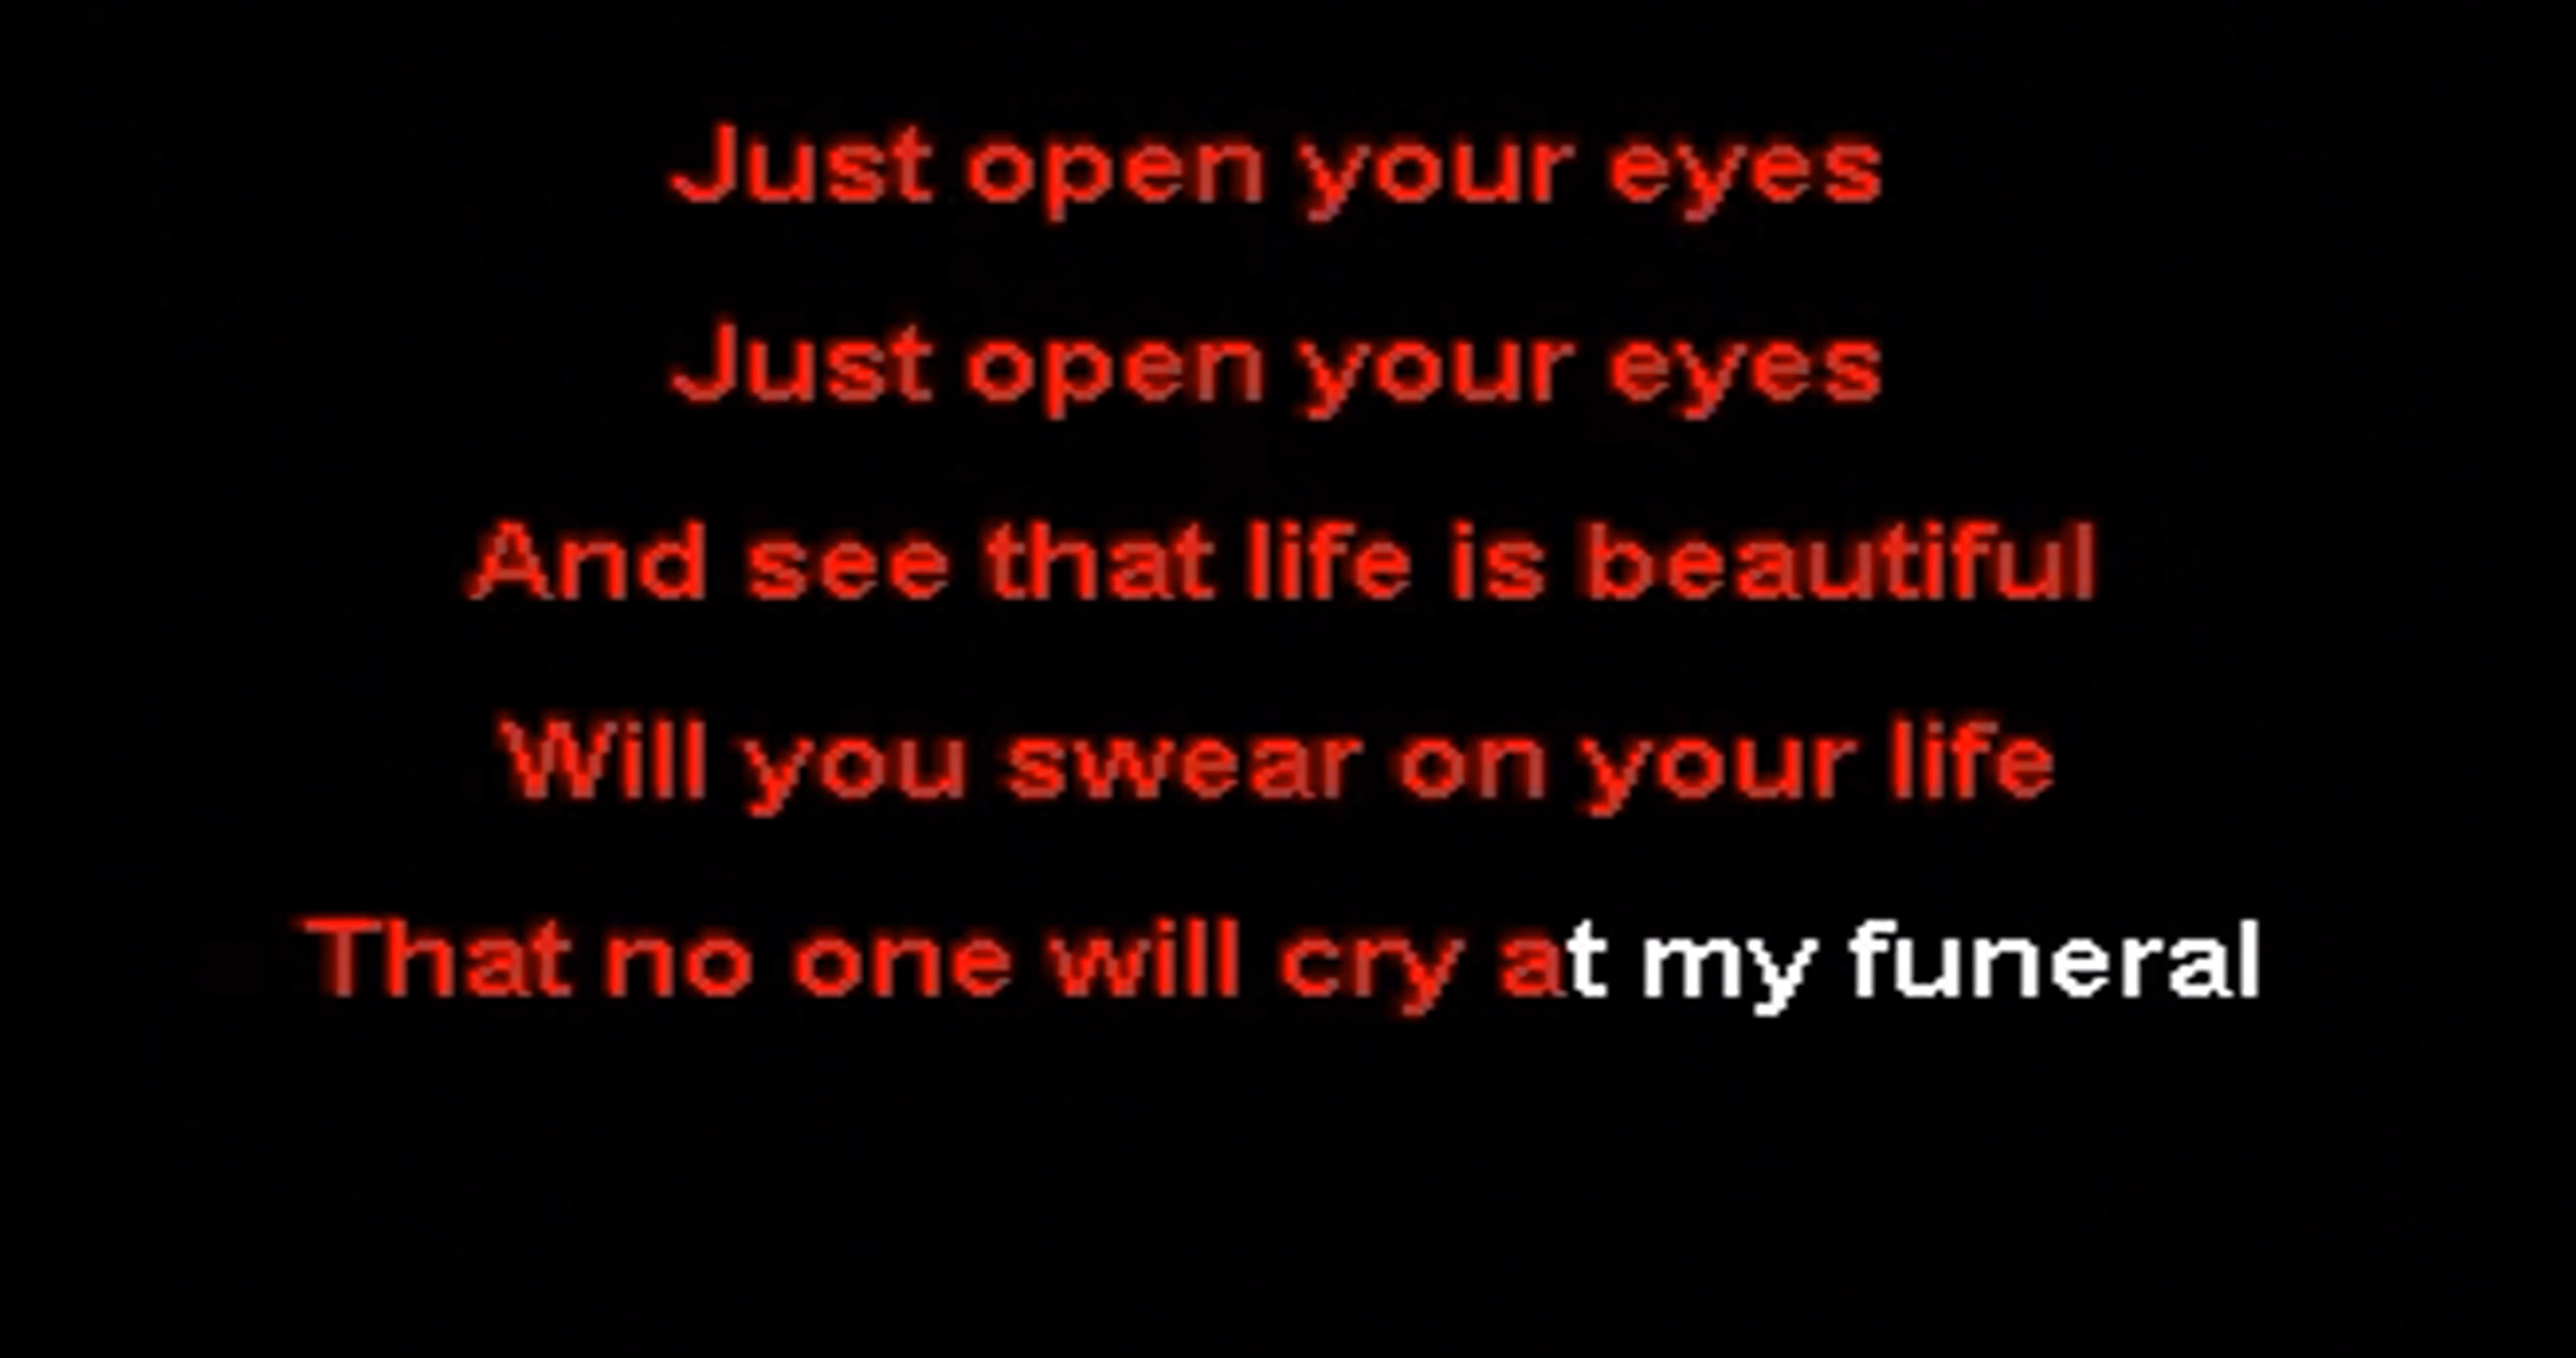 Just open your eyes
Just open your eyes
And see that life is beautiful
Will you swear on your life
That no one will cry at my funeral